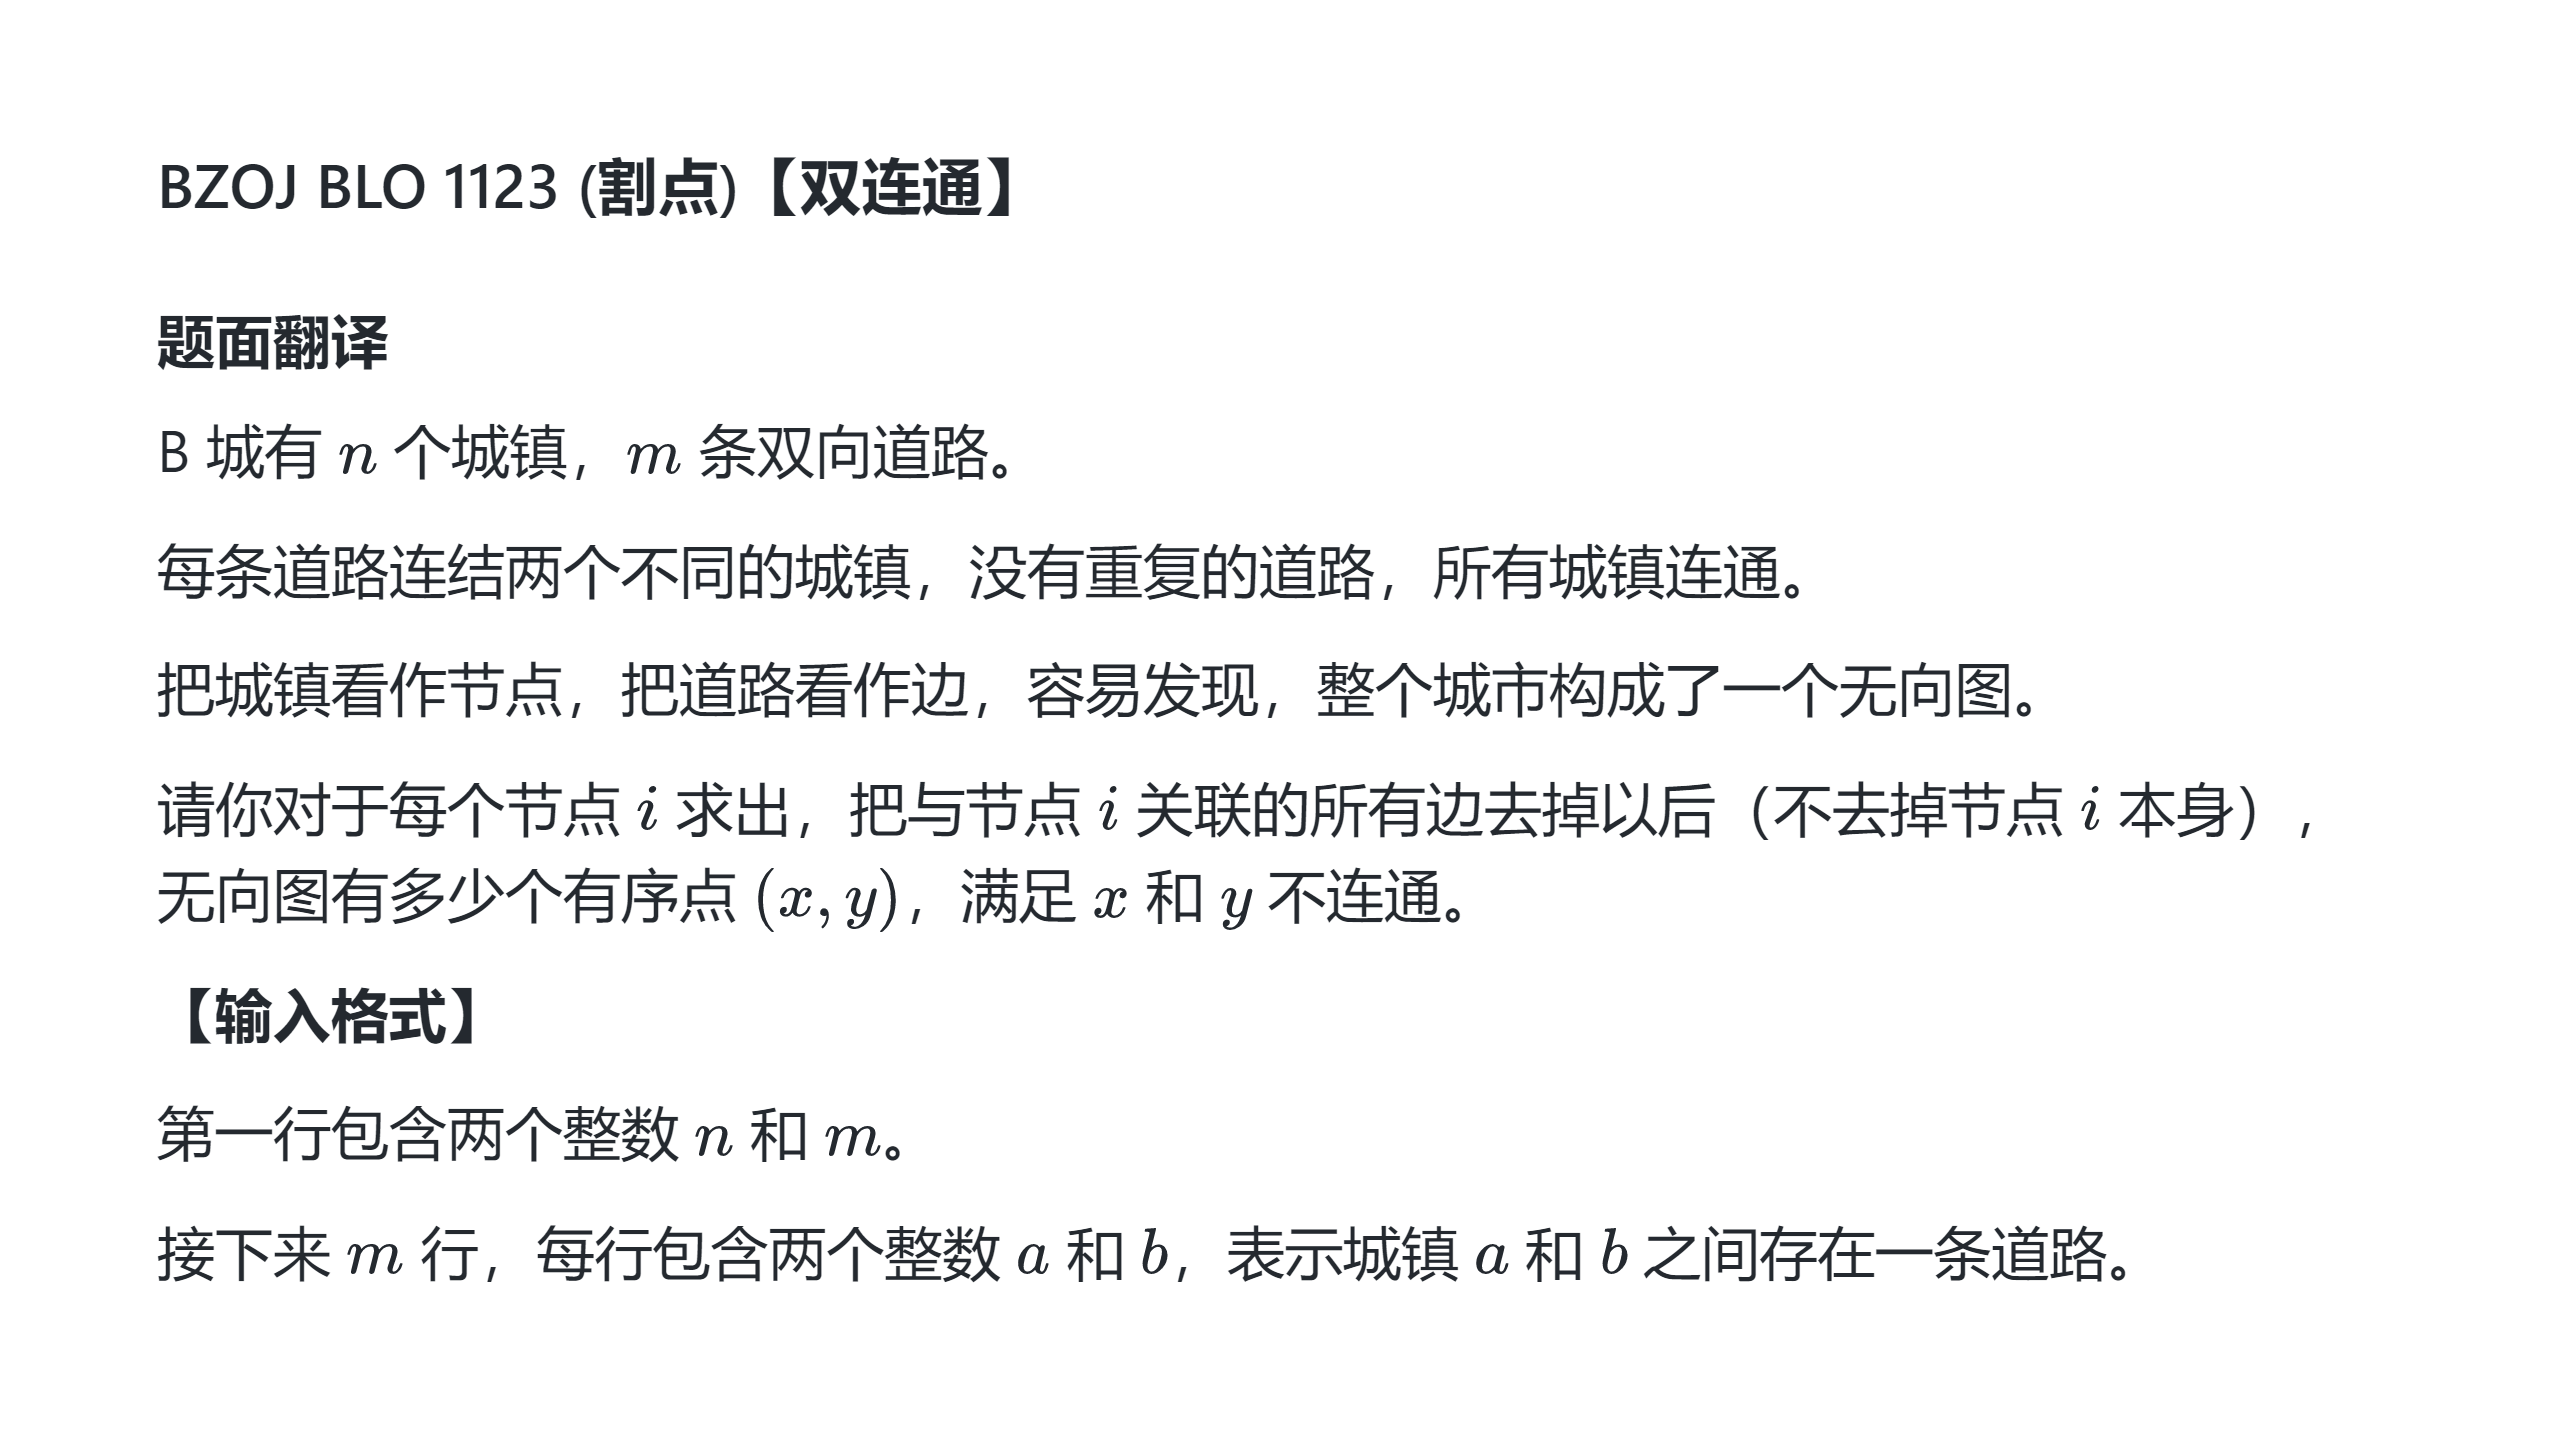 BZOJ BLO 1123 (割点)【双连通】
题面翻译
B 城有 n 个城镇，m 条双向道路。
每条道路连结两个不同的城镇，没有重复的道路，所有城镇连通。
把城镇看作节点，把道路看作边，容易发现，整个城市构成了一个无向图。
请你对于每个节点 i 求出，把与节点 i 关联的所有边去掉以后（不去掉节点 i 本身），
无向图有多少个有序点 (x, y)，满足 x 和 y 不连通。
【输入格式】
第一行包含两个整数 n 和 m。
接下来 m 行，每行包含两个整数 a 和 b，表示城镇 a 和 b 之间存在一条道路。